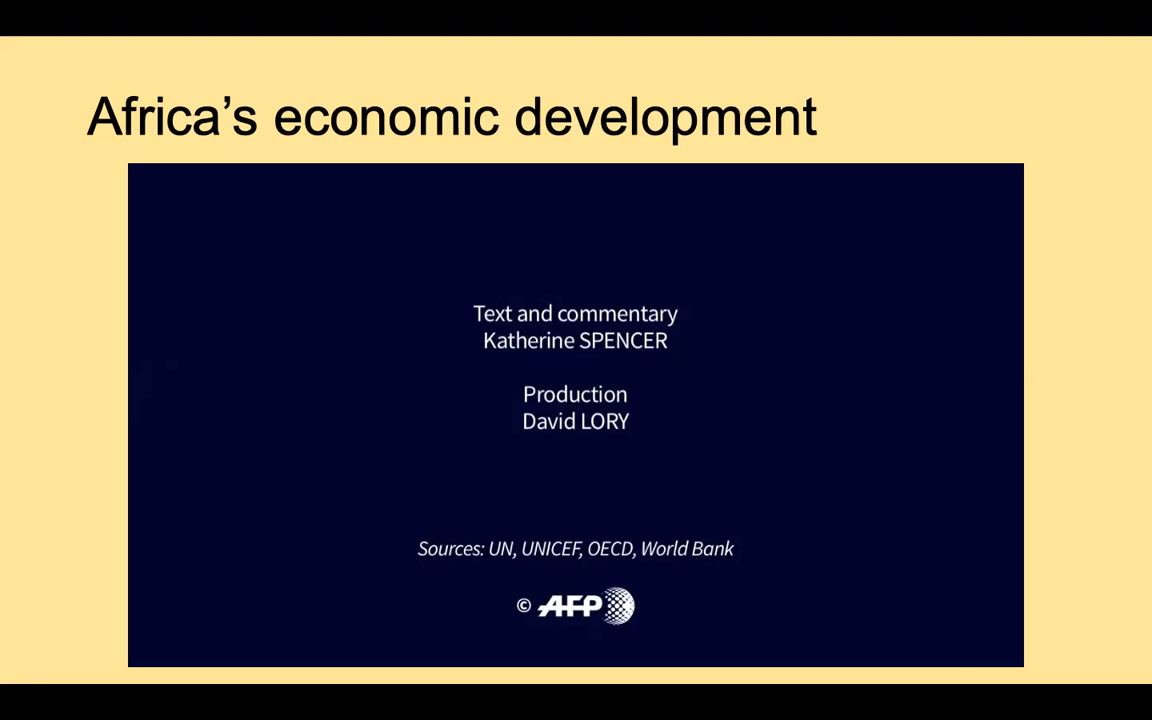 Africa’s economic development
Text and commentary
Katherine SPENCER
Production
David LORY
Sources: UN, UNICEF, OECD, World Bank
© AFP